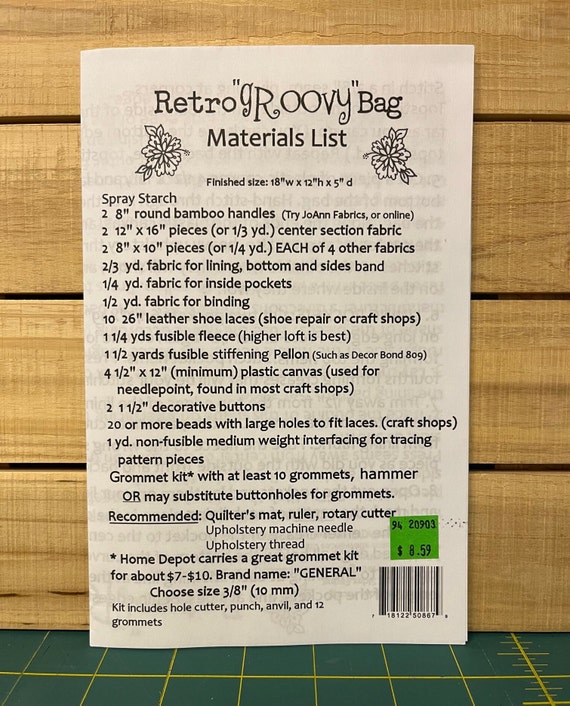 Retro "gROOVy" Bag
Materials List
Finished size: 18"w x 12"h x 5" d
Spray Starch
2 8" round bamboo handles (Try JoAnn Fabrics, or online)
2 12" x 16" pieces (or 1/3 yd.) center section fabric
2 8" x 10" pieces (or 1/4 yd.) EACH of 4 other fabrics
2/3 yd. fabric for lining, bottom and sides band
1/4 yd. fabric for inside pockets
1/2 yd. fabric for binding
10 26" leather shoe laces (shoe repair or craft shops)
1 1/4 yds fusible fleece (higher loft is best)
1 1/2 yards fusible stiffening Pellon (Such as Decor Bond 809)
4 1/2" x 12" (minimum) plastic canvas (used for
needlepoint, found in most craft shops)
2 1 1/2" decorative buttons
20 or more beads with large holes to fit laces. (craft shops)
1 yd. non-fusible medium weight interfacing for tracing
pattern pieces
Grommet kit* with at least 10 grommets, hammer
OR may substitute buttonholes for grommets.
Recommended: Quilter's mat, ruler, rotary cutter
Upholstery machine needle
Upholstery thread
94 20903
$ 8.59
* Home Depot carries a great grommet kit
for about $7-$10. Brand name: "GENERAL"
Choose size 3/8" (10 mm)
Kit includes hole cutter, punch, anvil, and 12
grommets
7 18122 50867 8